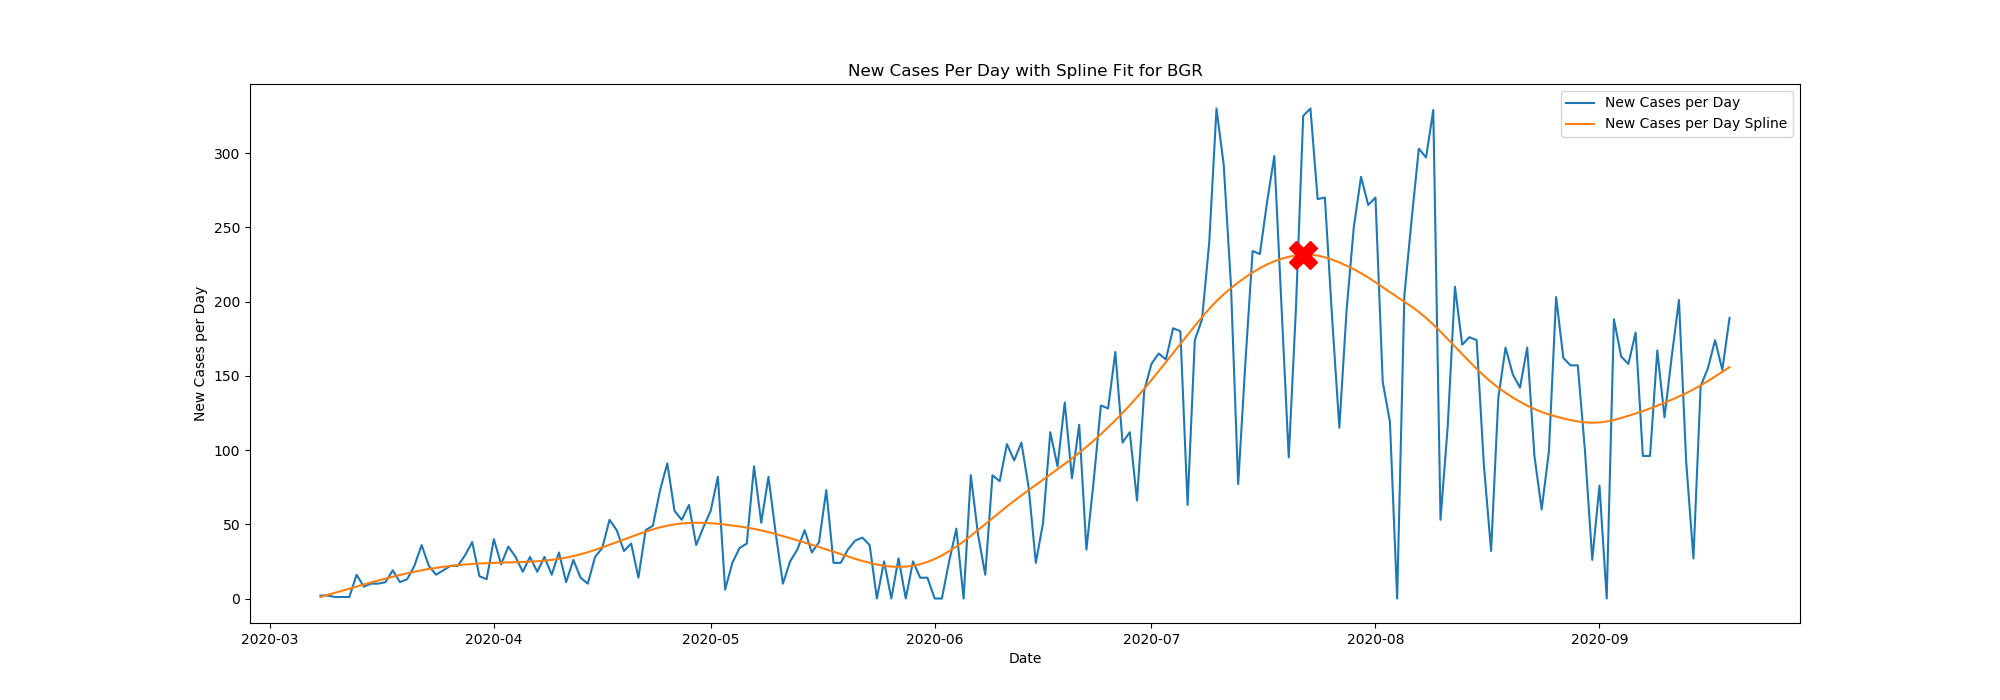 New Cases Per Day with Spline Fit for BGR
New Cases per Day
New Cases per Day Spline
New Cases per Day
300
250
200
150
100
50
0
2020-03
2020-04
2020-05
2020-06
2020-07
2020-08
2020-09
Date